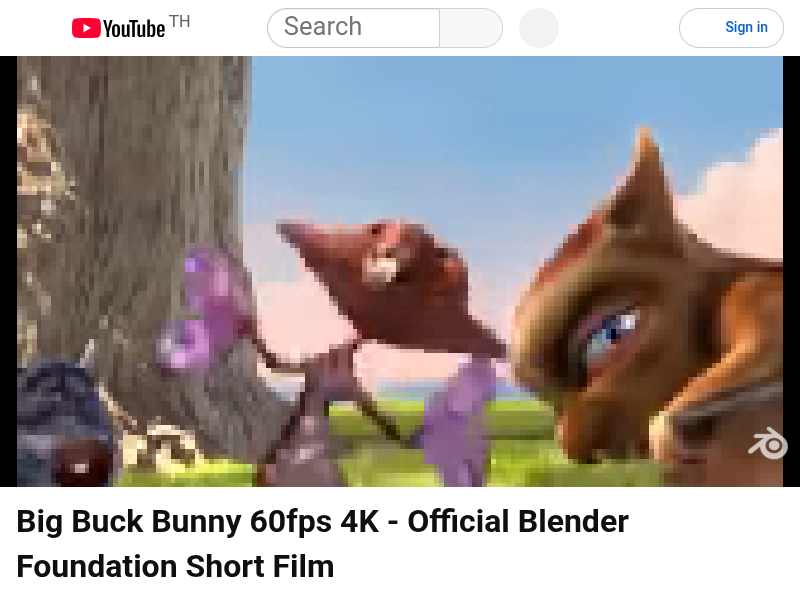 YouTube TH
Search
Sign in
Big Buck Bunny 60fps 4K - Official Blender
Foundation Short Film